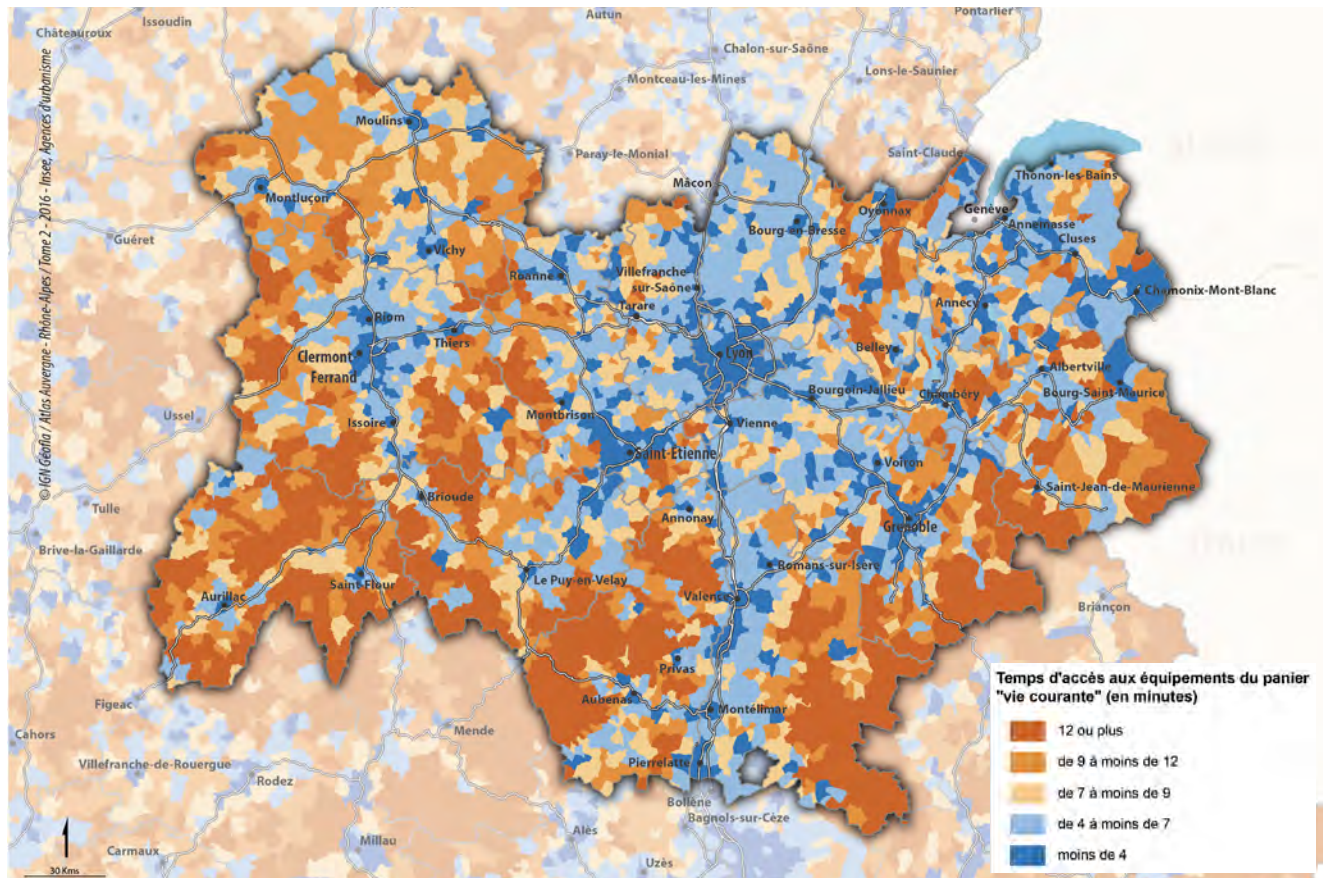 Issoudin
Autun
Pontarlier
Châteauroux
Chalon-sur-Saône
Lons-le-Saunier
Montceau-les-Mines
Moulins
Paray-le-Monial
Saint-Claude
Thonon-les-Bains
Mâcon
Montluçon
Oyonnax
Genève
Annemasse
Guéret
Bourg-en-Bresse
Cluses
Vichy
Roanne
Villefranche
sur-Saône
Chamonix-Mont-Blanc
Annecy
Tarare
Riom
Thiers
Clermont
Ferrand
Lyon
Belley
Albertville
Bourgoin-Jallieu
Chambéry
Bourg-Saint-Maurice
Ussel
Montbrison
Issoire
Vienne
Saint-Etienne
Voiron
Saint-Jean-de-Maurienne
Brioude
Tulle
Annonay
Grenoble
Brive-la-Gaillarde
Romans-sur-Isère
Le Puy-en-Velay
Saint-Flour
Aurillac
Valence
Briançon
Privas
Figeac
Aubenas
Montélimar
Mende
Cahors
Pierrelatte
Villefranche-de-Rouergue
Rodez
Bollène
Bagnols-sur-Cèze
Alès
Millau
Carmaux
Uzès
30 Kms
© IGN Géofla / Atlas Auvergne - Rhône-Alpes / Tome 2 - 2016 - Insee, Agences d'urbanisme
Temps d'accès aux équipements du panier
"vie courante" (en minutes)
12 ou plus
de 9 à moins de 12
de 7 à moins de 9
de 4 à moins de 7
moins de 4